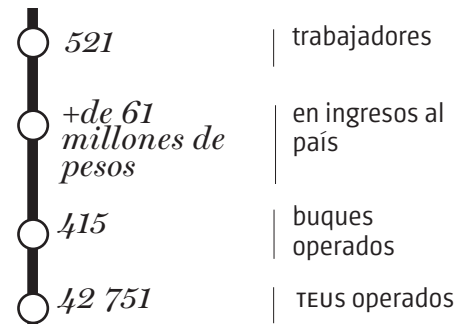 521
trabajadores
+de 61
millones de
pesos
en ingresos al
país
415
buques
operados
42 751
TEUs operados